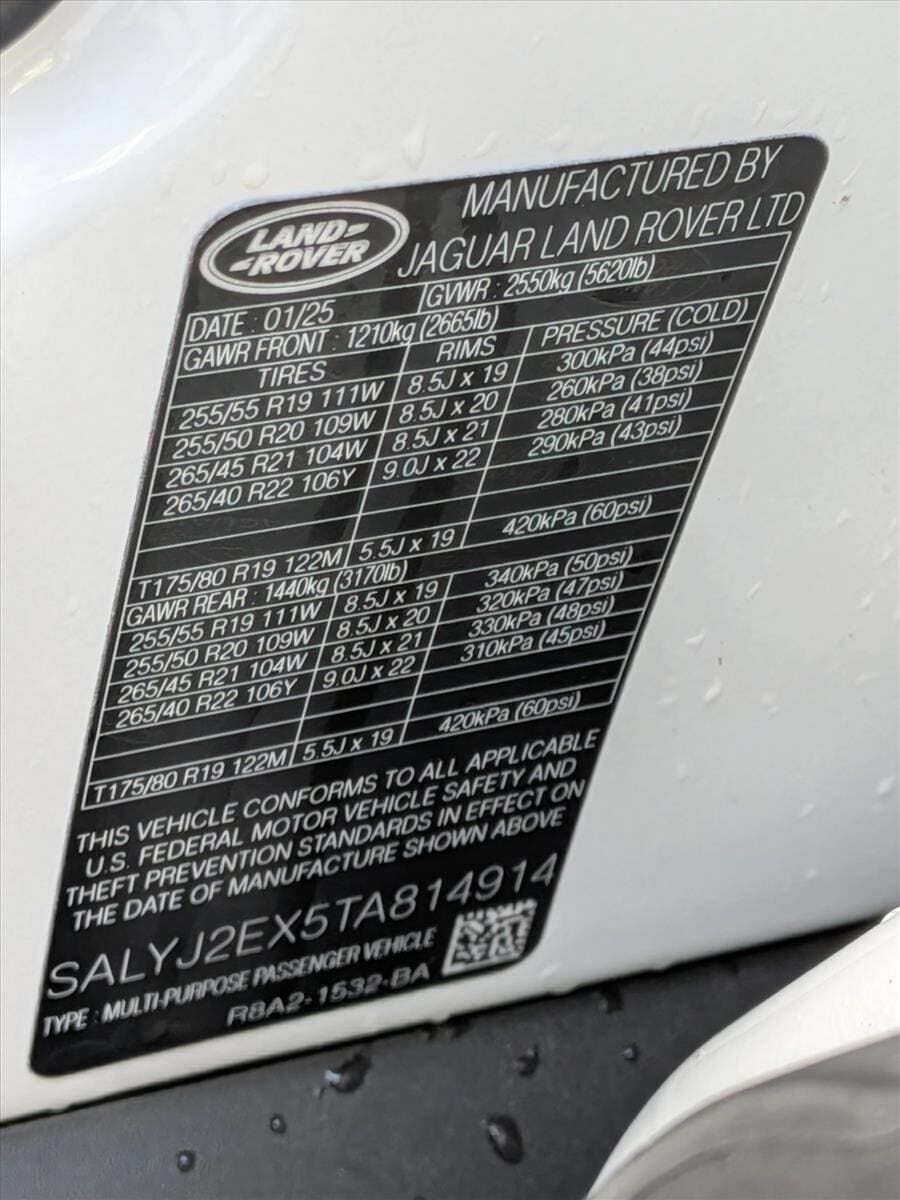 LAND-
-ROVER
MANUFACTURED BY
JAGUAR LAND ROVER LTD
DATE : 01/25 GVWR : 2550kg (5620lb)
GAWR FRONT : 1210kg (2665lb)
TIRES RIMS PRESSURE (COLD)
255/55 R19 111W 8.5J x 19 300kPa (44psi)
255/50 R20 109W 8.5J x 20 260kPa (38psi)
265/45 R21 104W 8.5J x 21 280kPa (41psi)
265/40 R22 106Y 9.0J x 22 290kPa (43psi)
T175/80 R19 122M 5.5J x 19 420kPa (60psi)
GAWR REAR : 1440kg (3170lb)
255/55 R19 111W 8.5J x 19 340kPa (50psi)
255/50 R20 109W 8.5J x 20 320kPa (47psi)
265/45 R21 104W 8.5J x 21 330kPa (48psi)
265/40 R22 106Y 9.0J x 22 310kPa (45psi)
T175/80 R19 122M 5.5J x 19 420kPa (60psi)
THIS VEHICLE CONFORMS TO ALL APPLICABLE
U.S. FEDERAL MOTOR VEHICLE SAFETY AND
THEFT PREVENTION STANDARDS IN EFFECT ON
THE DATE OF MANUFACTURE SHOWN ABOVE
SALYJ2EX5TA814914
TYPE : MULTI-PURPOSE PASSENGER VEHICLE
R8A2-1532-BA